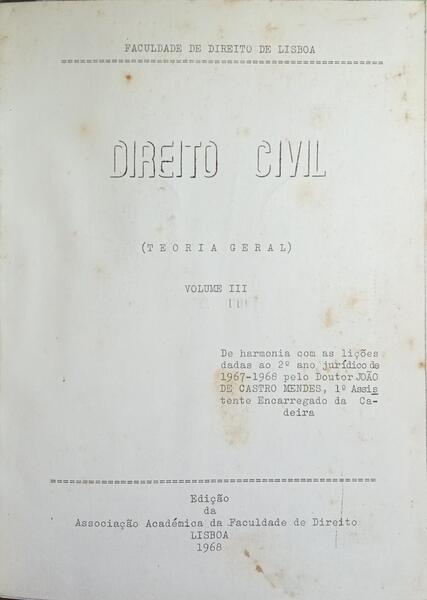 FACULDADE DE DIREITO DE LISBOA
DIREITO CIVIL
(TEORIA GERAL)
VOLUME III
De harmonia com as lições
dadas ao 2º ano jurídico de
1967-1968 pelo Doutor JOÃO
DE CASTRO MENDES, 1º Assis
tente Encarregado da Ca-
deira
Edição
da
Associação Académica da Faculdade de Direito
LISBOA
1968